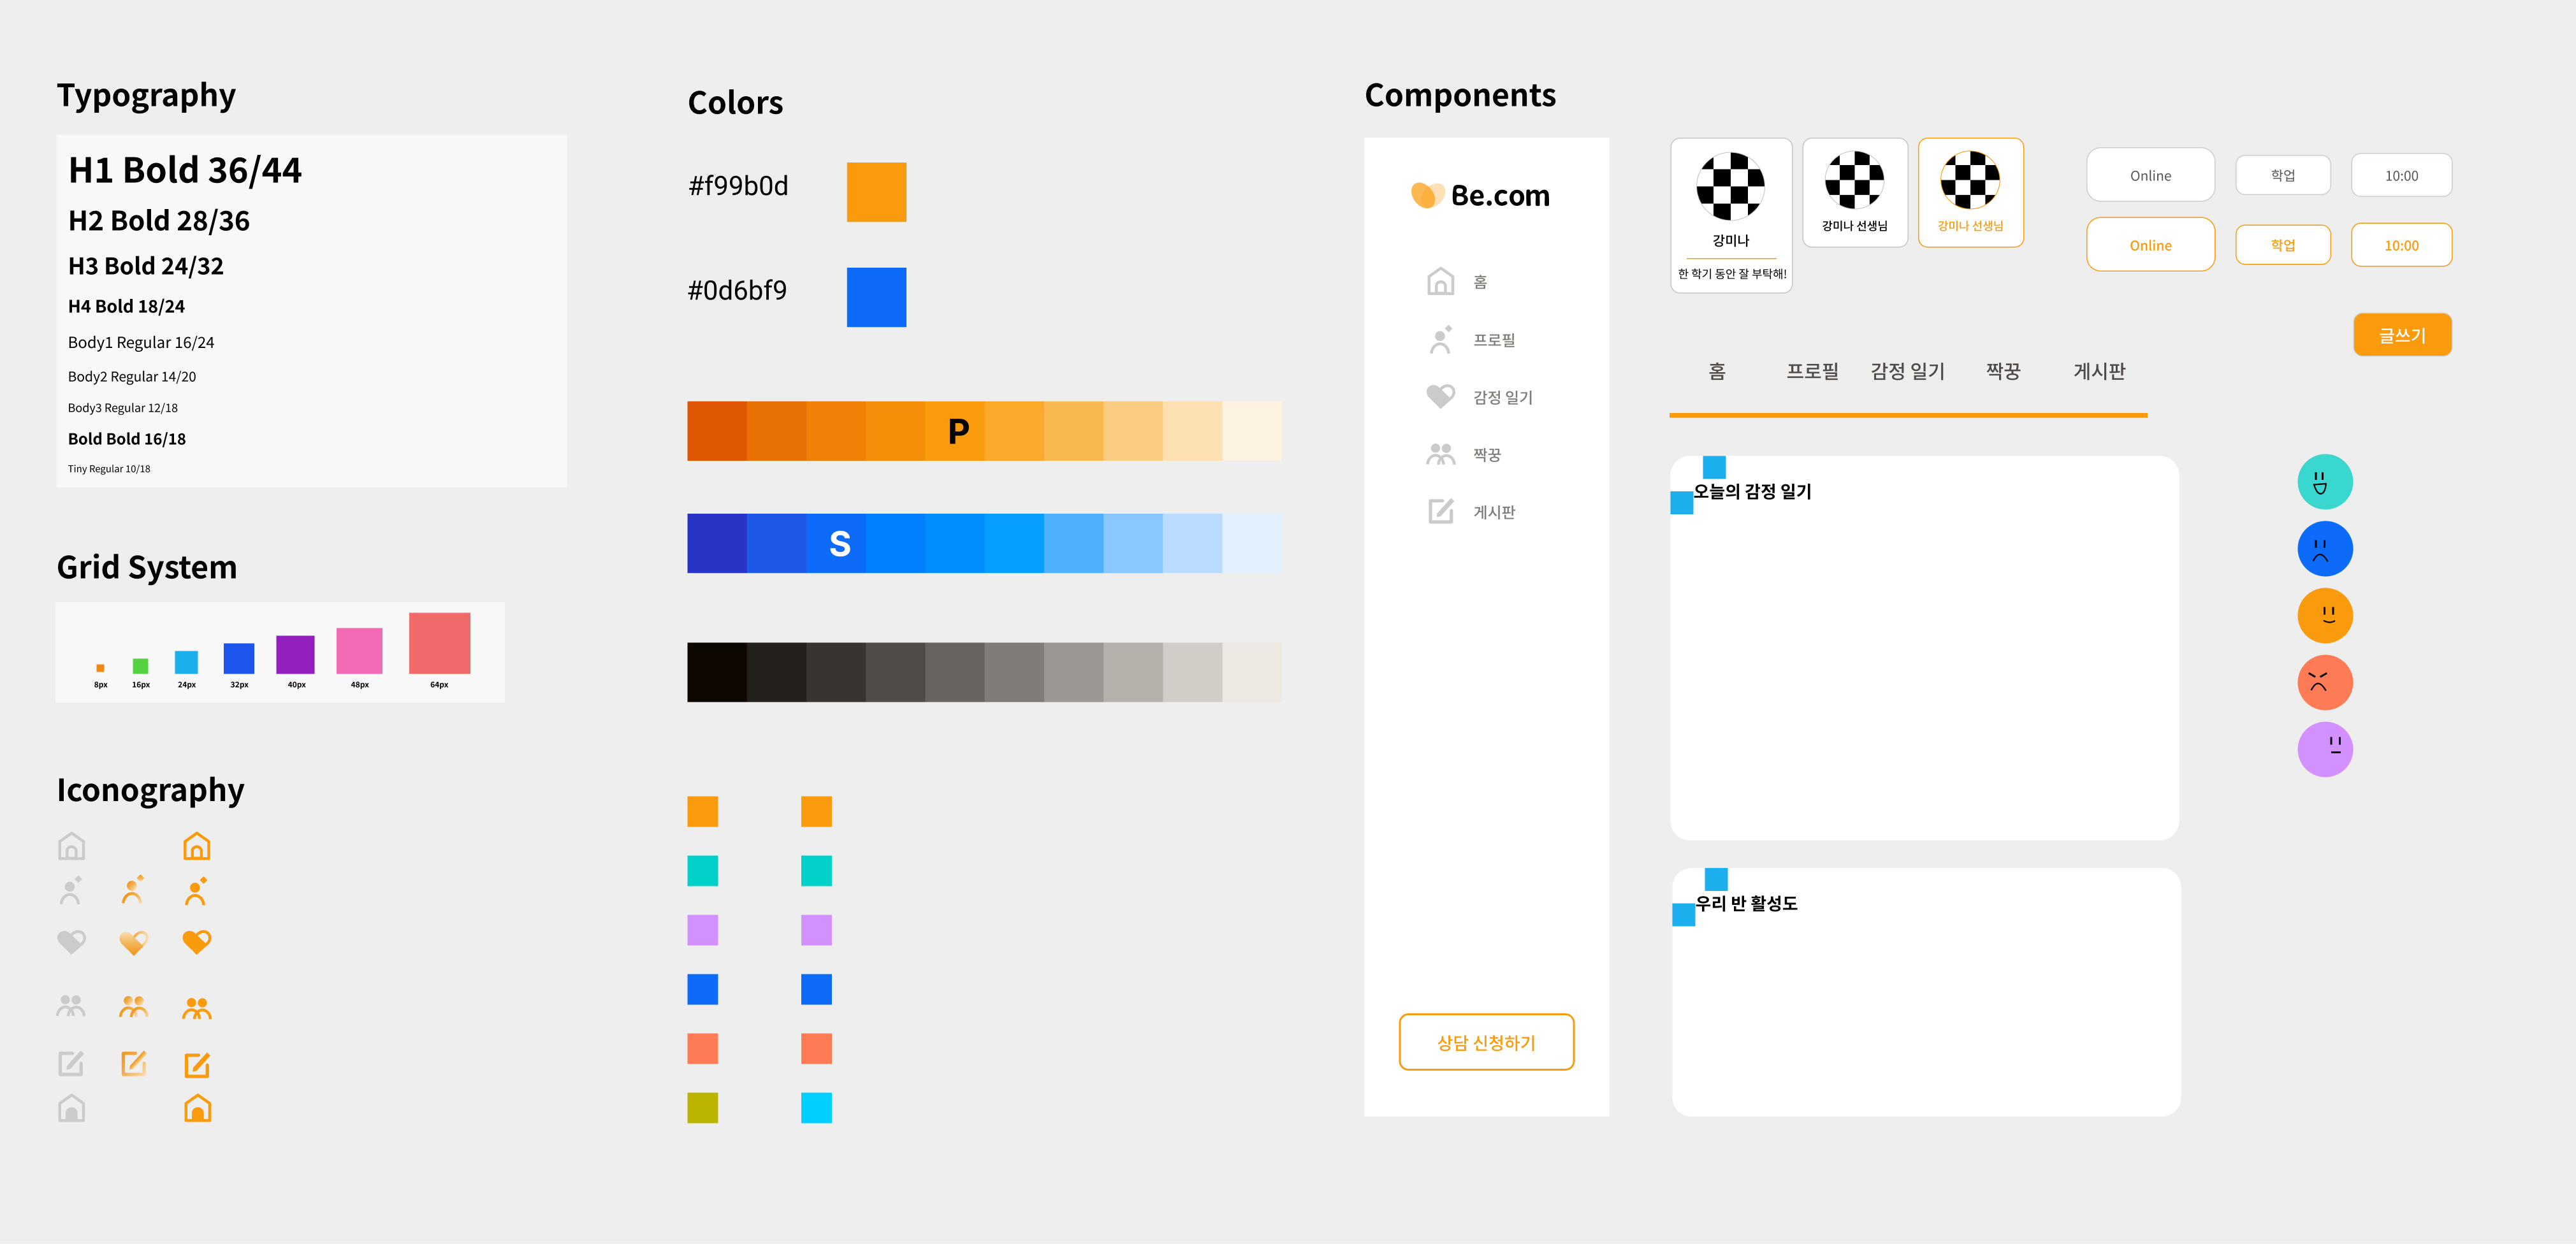 Typography
H1 Bold 36/44
H2 Bold 28/36
H3 Bold 24/32
H4 Bold 18/24
Body1 Regular 16/24
Body2 Regular 14/20
Body3 Regular 12/18
Bold Bold 16/18
Tiny Regular 10/18
Grid System
8px 16px 24px 32px 40px 48px 64px
Iconography
Colors
#f99b0d
#0d6bf9
P
S
Components
Be.com
홈
프로필
감정 일기
짝꿍
게시판
상담 신청하기
강미나
한 학기 동안 잘 부탁해!
강미나 선생님
강미나 선생님
Online 학업 10:00
Online 학업 10:00
글쓰기
홈 프로필 감정 일기 짝꿍 게시판
오늘의 감정 일기
우리 반 활성도